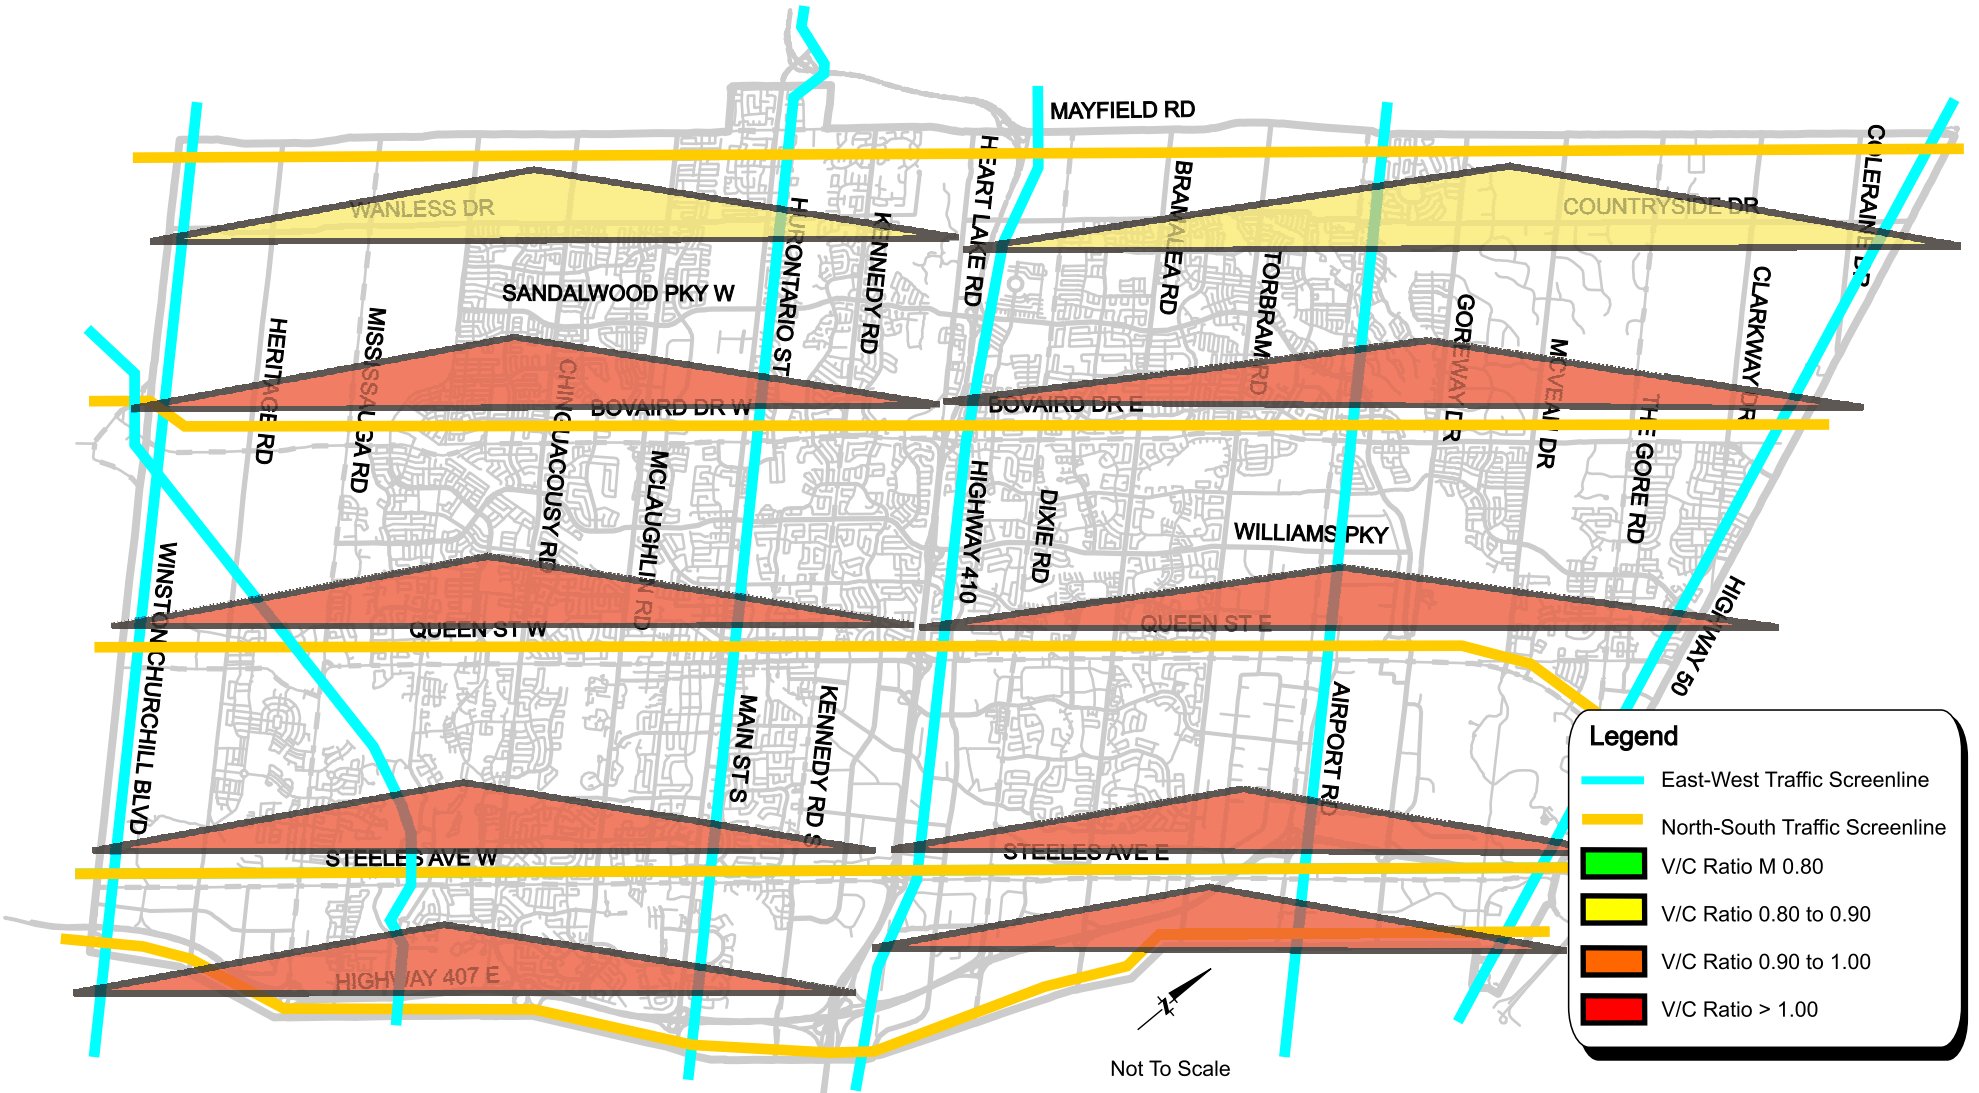 MAYFIELD RD
COLERAINE DR
HEART LAKE RD
BRAMALEA RD
WANLESS DR
HURONTARIO ST
KENNEDY RD
COUNTRYSIDE DR
TORBRAM RD
CLARKWAY DR
SANDALWOOD PKY W
GOREWAY DR
HERITAGE RD
MISSISSAUGA RD
MCVEAN DR
CHINGUACOUSY RD
BOVAIRD DR W
BOVAIRD DR E
THE GORE RD
MCLAUGHLIN RD
HIGHWAY 410
DIXIE RD
WILLIAMS PKY
WINSTON CHURCHILL BLVD
HIGHWAY 50
QUEEN ST W
QUEEN ST E
MAIN ST S
KENNEDY RD S
AIRPORT RD
STEELES AVE W
STEELES AVE E
HIGHWAY 407 E
N
Not To Scale
Legend
East-West Traffic Screenline
North-South Traffic Screenline
V/C Ratio M 0.80
V/C Ratio 0.80 to 0.90
V/C Ratio 0.90 to 1.00
V/C Ratio > 1.00